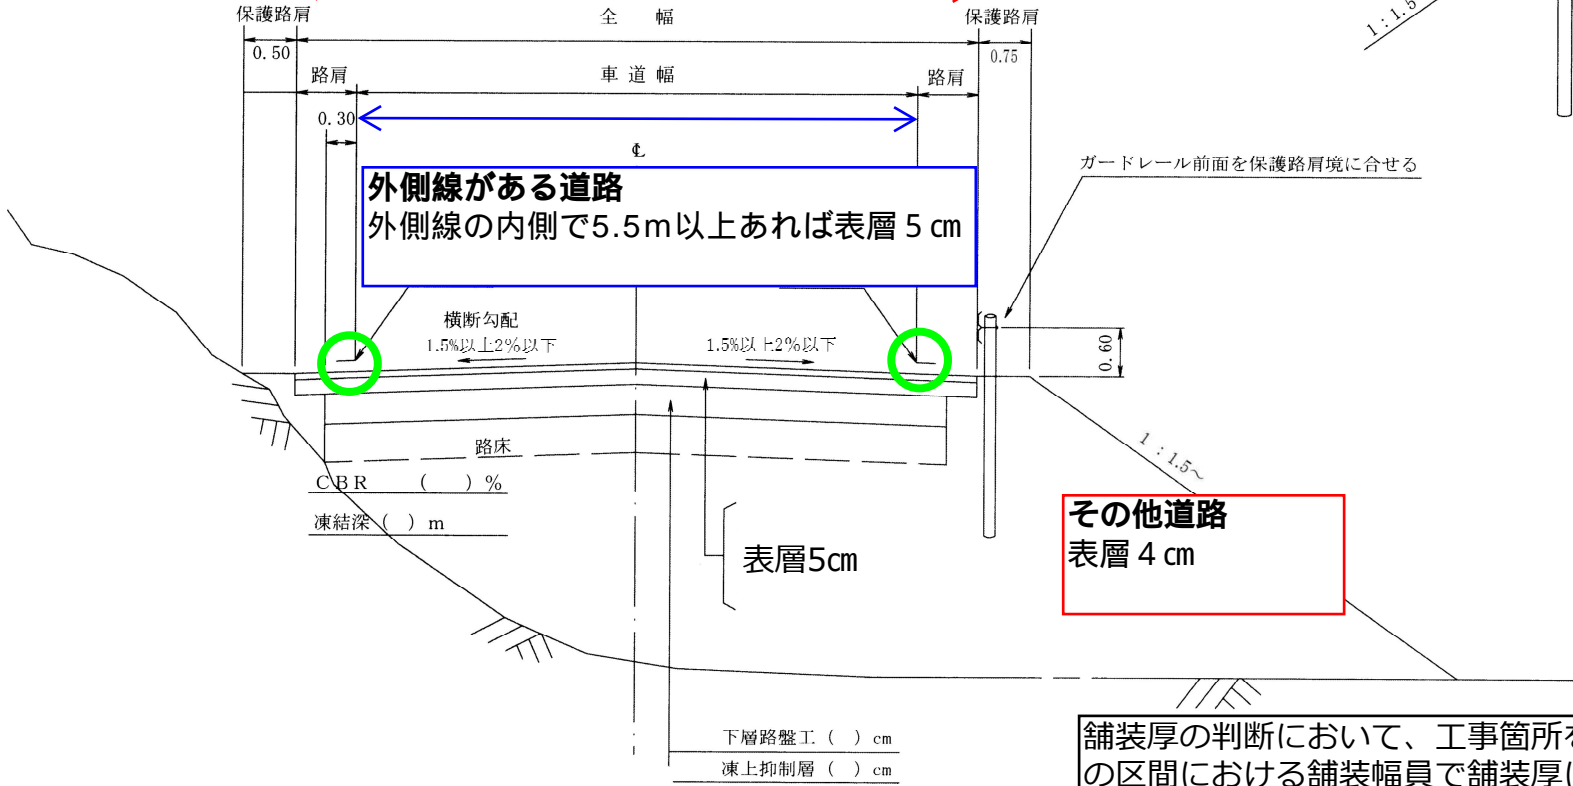 保護路肩
全　幅
保護路肩
1:1.5
0.50
0.75
路肩
車道幅
路肩
0.30
℄
ガードレール前面を保護路肩境に合せる
外側線がある道路
外側線の内側で5.5m以上あれば表層5㎝
横断勾配
1.5%以上2%以下
1.5%以上2%以下
0.60
路床
1:1.5～
CBR （ ）%
凍結深（ ）m
その他道路
表層4㎝
表層5㎝
下層路盤工（ ）cm
凍上抑制層（ ）cm
舗装厚の判断において、工事箇所
の区間における舗装幅員で舗装厚